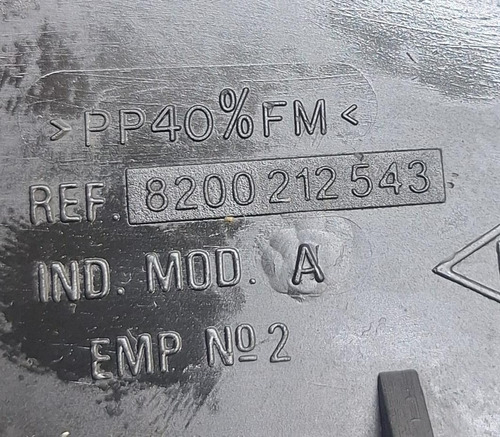 >PP40%FM<
REF. 8200 212 543
IND. MOD. A
EMP Nº2